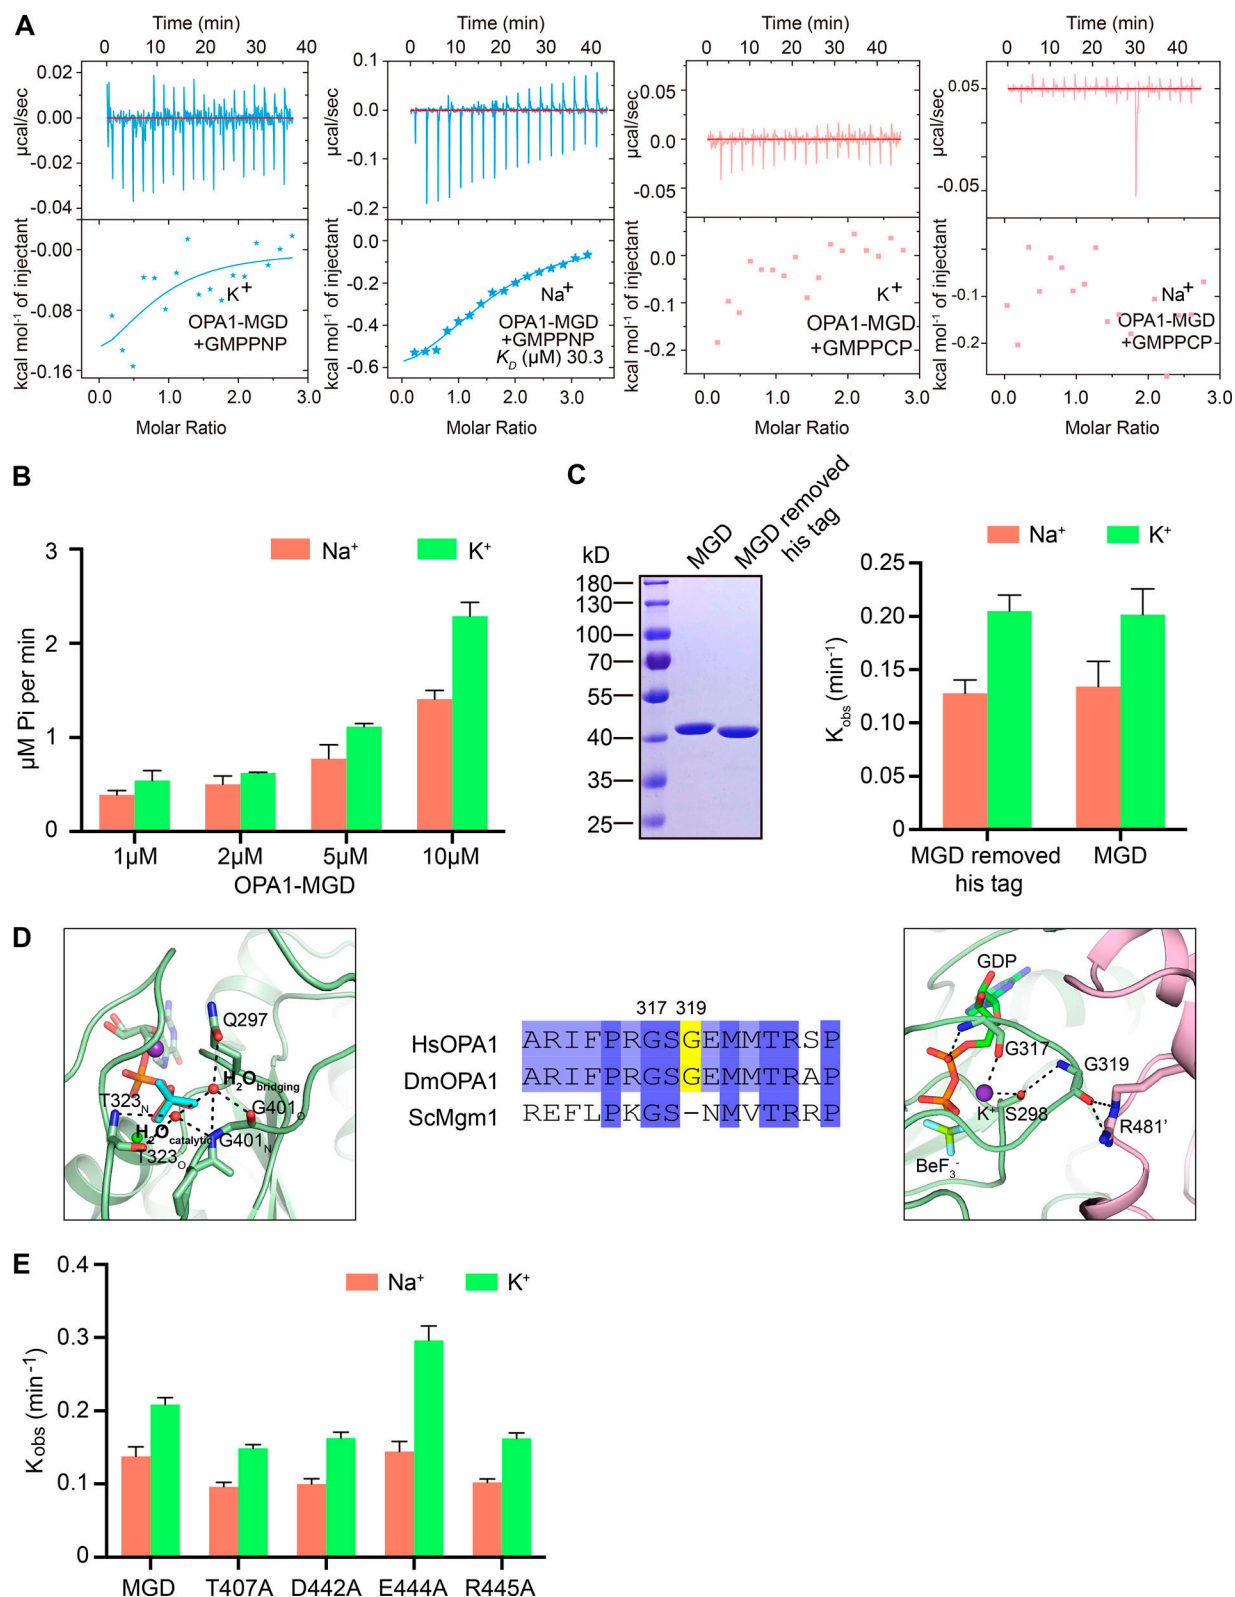 A
Time (min)
0 10 20 30 40
0.02
0.00
-0.02
-0.04
µcal/sec
-0.00
-0.08
-0.16
kcal mol⁻¹ of injectant
K⁺
OPA1-MGD
+GMPPNP
0.0 1.0 2.0 3.0
Molar Ratio
Time (min)
0 10 20 30 40
0.1
0.0
-0.1
-0.2
µcal/sec
0.0
-0.2
-0.4
-0.6
kcal mol⁻¹ of injectant
Na⁺
OPA1-MGD
+GMPPNP
K_D (µM) 30.3
0.0 1.0 2.0 3.0
Molar Ratio
Time (min)
0 10 20 30 40
0.05
0.00
-0.05
µcal/sec
0.0
-0.1
-0.2
kcal mol⁻¹ of injectant
K⁺
OPA1-MGD
+GMPPCP
0.0 1.0 2.0 3.0
Molar Ratio
Time (min)
0 10 20 30 40
0.05
-0.05
µcal/sec
-0.1
-0.2
kcal mol⁻¹ of injectant
Na⁺
OPA1-MGD
+GMPPCP
0.0 1.0 2.0 3.0
Molar Ratio
B
Na⁺ K⁺
µM Pi per min
3
2
1
0
1µM 2µM 5µM 10µM
OPA1-MGD
C
kD
MGD
MGD removed
his tag
180
130
100
70
55
40
35
25
Na⁺ K⁺
K_obs (min⁻¹)
0.25
0.20
0.15
0.10
0.05
0
MGD removed
his tag
MGD
D
Q297
H₂O_bridging
T323_N
G401_O
H₂O_catalytic
G401_N
T323_O
317 319
HsOPA1 ARIFPRGSGEMMTRSP
DmOPA1 ARIFPRGSGEMMTRAP
ScMgm1 REFLPKGS-NMVTRRP
GDP
G317
G319
K⁺
S298
R481'
BeF₃⁻
E
Na⁺ K⁺
Kobs (min⁻¹)
0.4
0.3
0.2
0.1
0
MGD T407A D442A E444A R445A